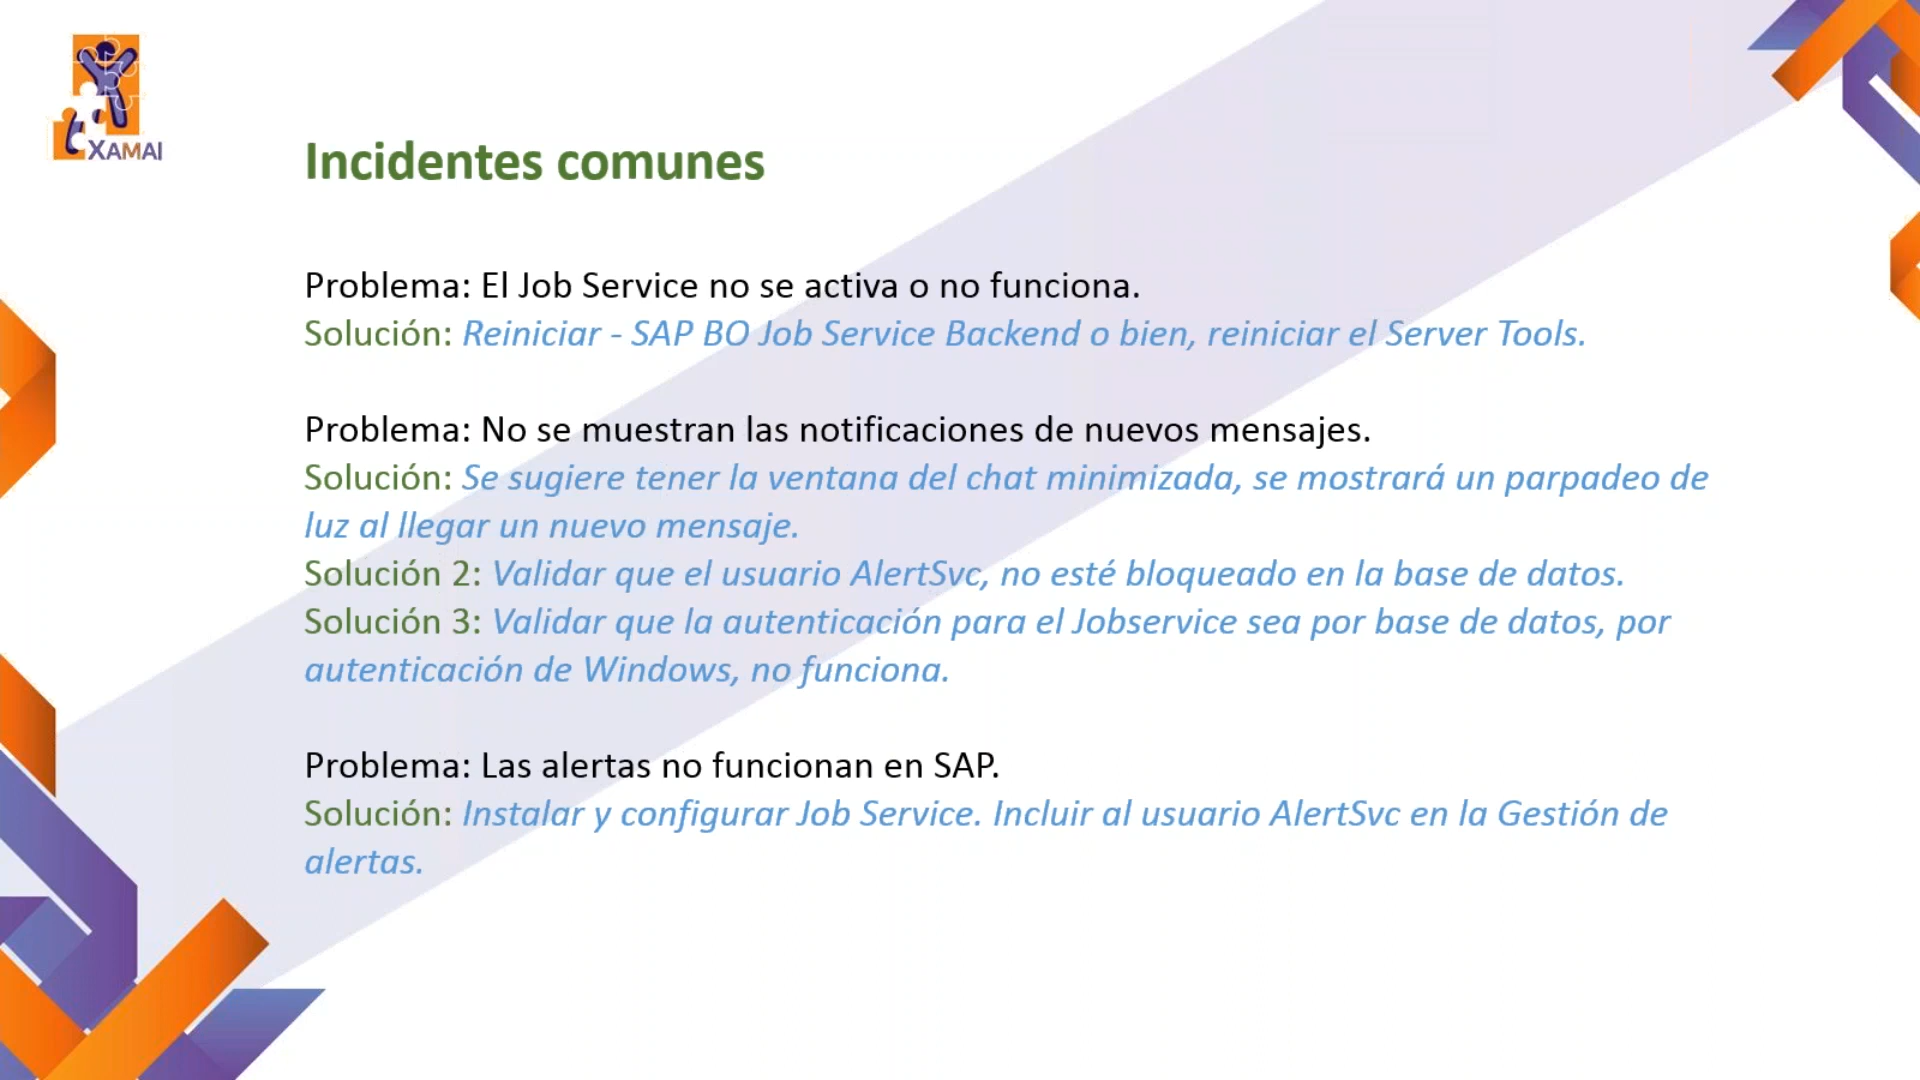 XAMAI
Incidentes comunes
Problema: El Job Service no se activa o no funciona.
Solución: Reiniciar - SAP BO Job Service Backend o bien, reiniciar el Server Tools.
Problema: No se muestran las notificaciones de nuevos mensajes.
Solución: Se sugiere tener la ventana del chat minimizada, se mostrará un parpadeo de
luz al llegar un nuevo mensaje.
Solución 2: Validar que el usuario AlertSvc, no esté bloqueado en la base de datos.
Solución 3: Validar que la autenticación para el Jobservice sea por base de datos, por
autenticación de Windows, no funciona.
Problema: Las alertas no funcionan en SAP.
Solución: Instalar y configurar Job Service. Incluir al usuario AlertSvc en la Gestión de
alertas.